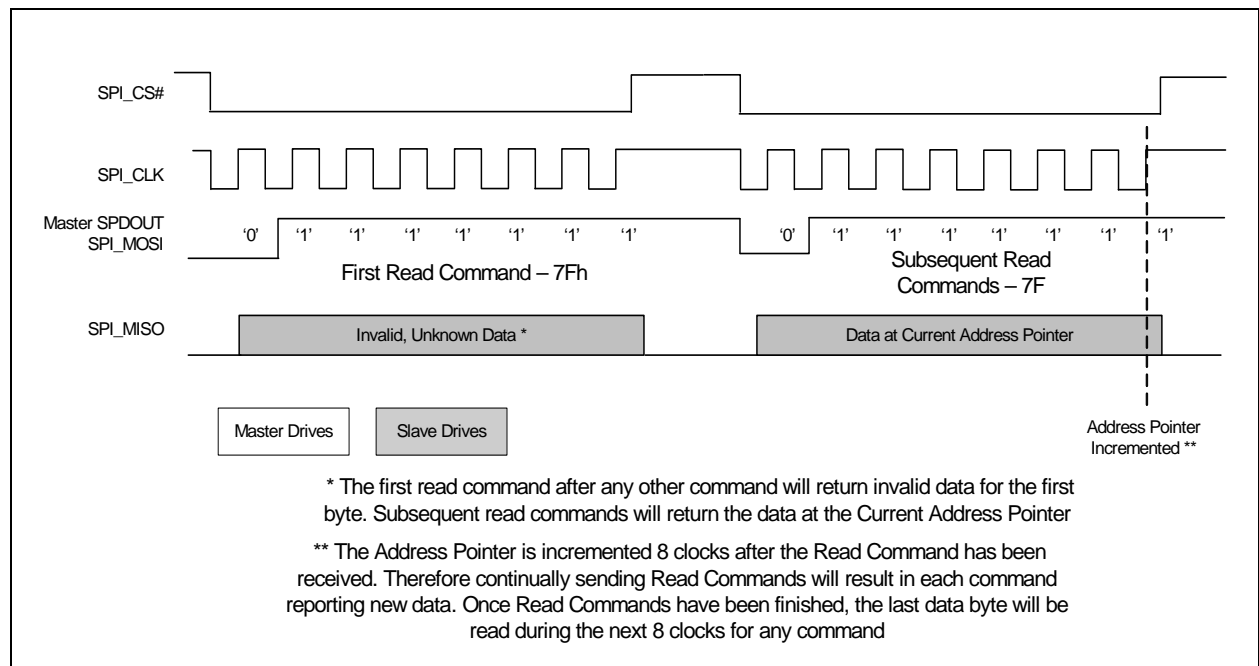 SPI_CS#
SPI_CLK
Master SPDOUT
SPI_MOSI
‘0’ ‘1’ ‘1’ ‘1’ ‘1’ ‘1’ ‘1’ ‘1’ ‘0’ ‘1’ ‘1’ ‘1’ ‘1’ ‘1’ ‘1’ ‘1’
First Read Command – 7Fh
Subsequent Read
Commands – 7F
SPI_MISO
Invalid, Unknown Data *
Data at Current Address Pointer
Master Drives
Slave Drives
Address Pointer
Incremented **
* The first read command after any other command will return invalid data for the first
byte. Subsequent read commands will return the data at the Current Address Pointer
** The Address Pointer is incremented 8 clocks after the Read Command has been
received. Therefore continually sending Read Commands will result in each command
reporting new data. Once Read Commands have been finished, the last data byte will be
read during the next 8 clocks for any command